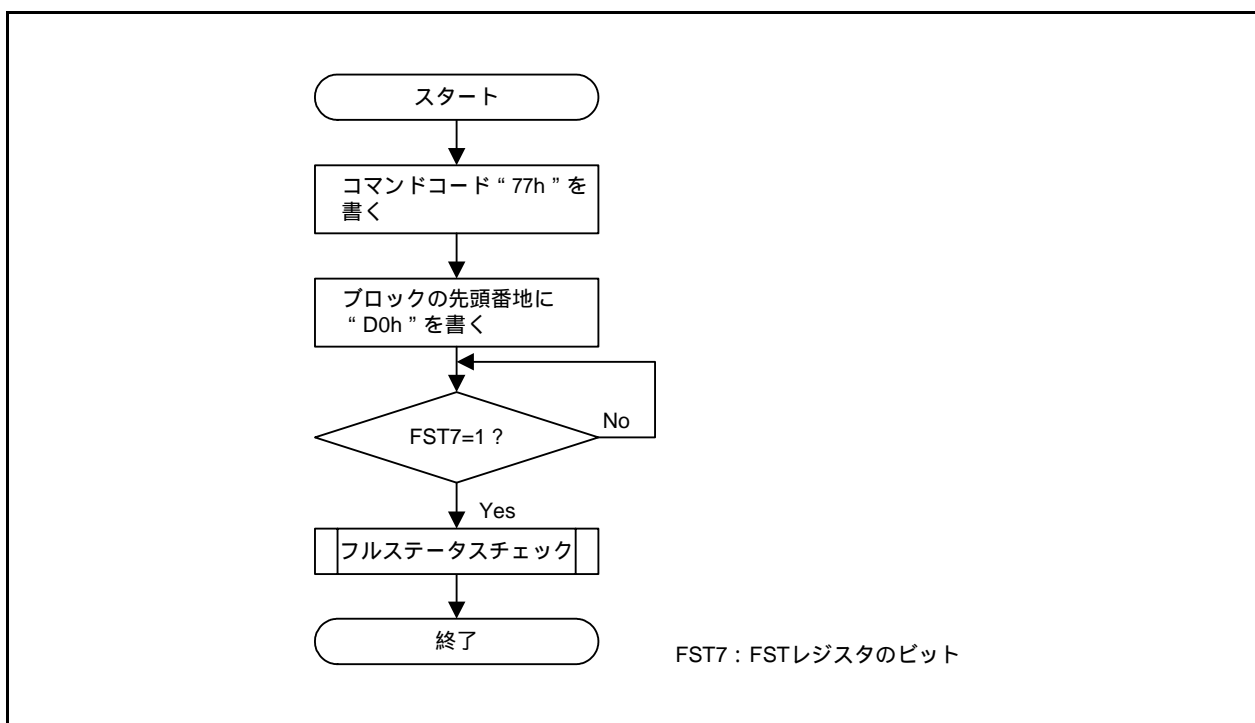 スタート
コマンドコード“ 77h ”を
書く
ブロックの先頭番地に
“ D0h ”を書く
FST7=1 ?
No
Yes
フルステータスチェック
終了
FST7 : FSTレジスタのビット